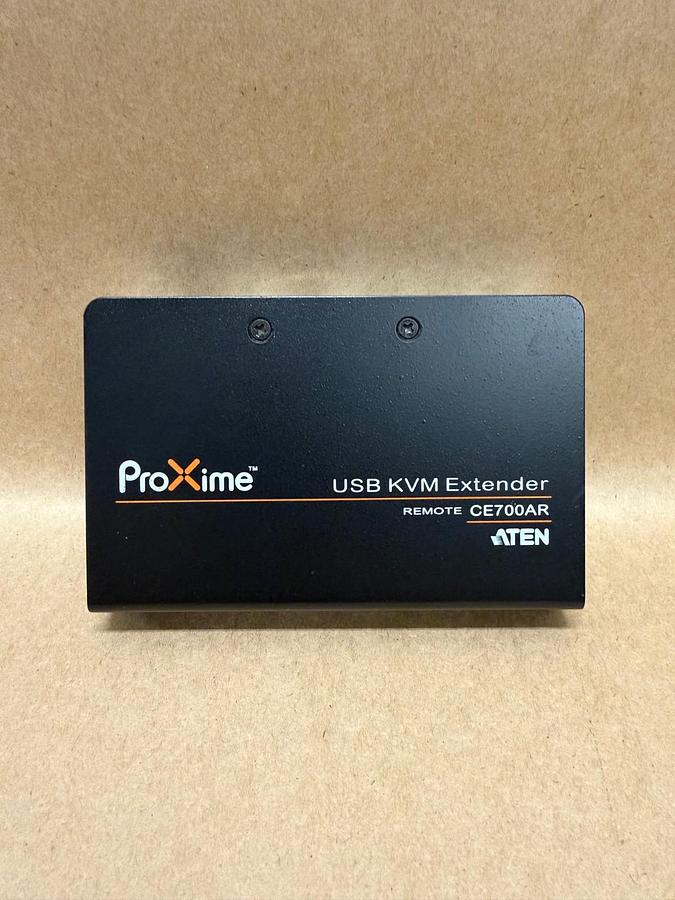 ProXime™
USB KVM Extender
REMOTE CE700AR
ATEN